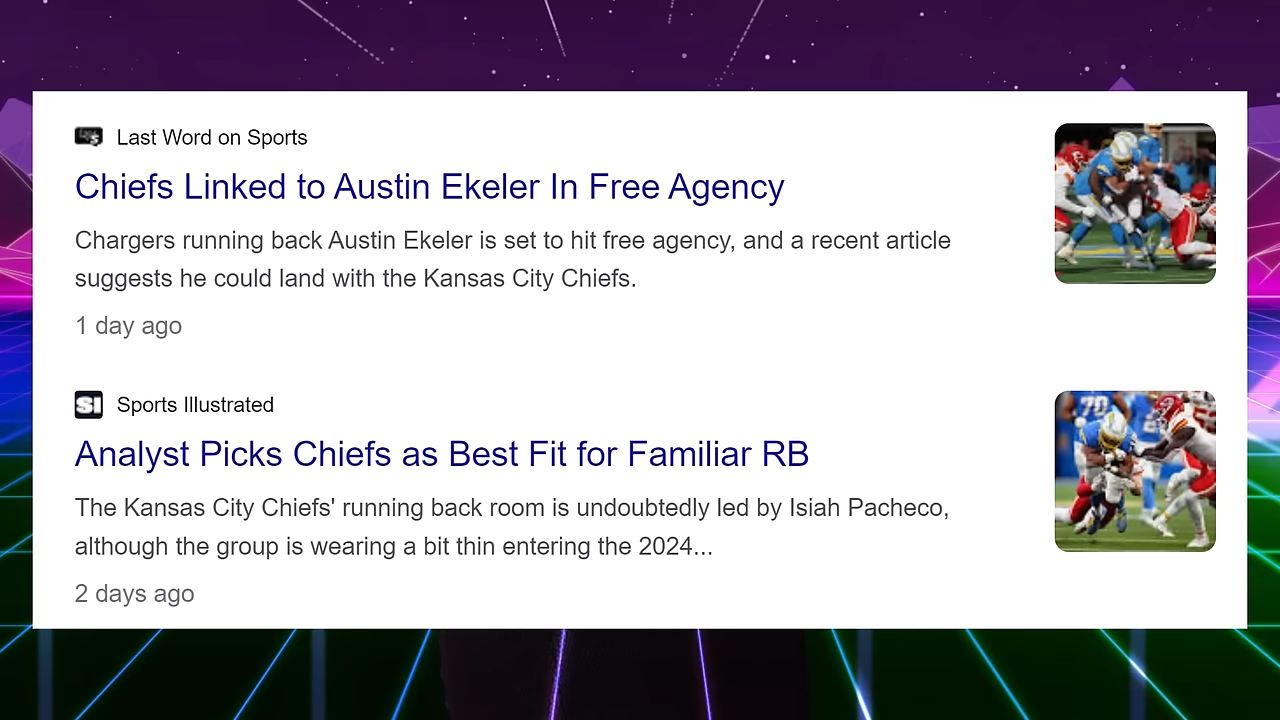 Last Word on Sports
Chiefs Linked to Austin Ekeler In Free Agency
Chargers running back Austin Ekeler is set to hit free agency, and a recent article
suggests he could land with the Kansas City Chiefs.
1 day ago
SI
Sports Illustrated
70
Analyst Picks Chiefs as Best Fit for Familiar RB
The Kansas City Chiefs' running back room is undoubtedly led by Isiah Pacheco,
although the group is wearing a bit thin entering the 2024...
2 days ago